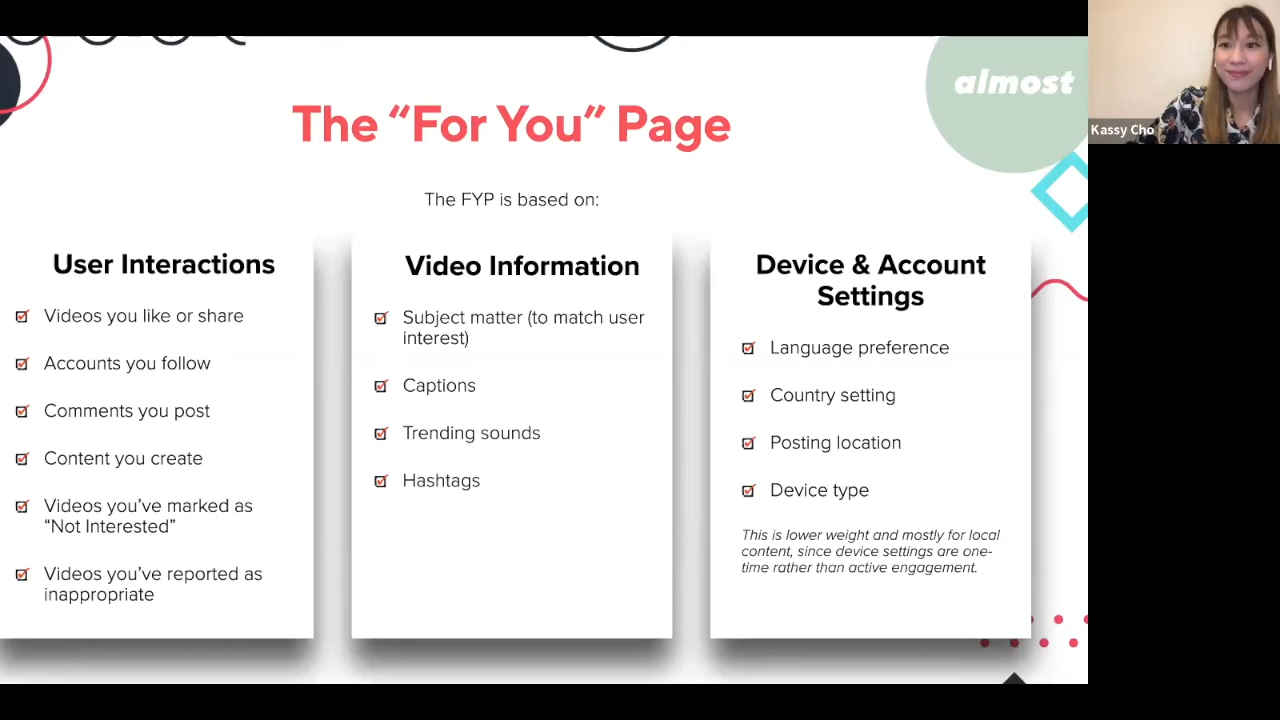 almost
Kassy Cho
The “For You” Page
The FYP is based on:
User Interactions
Videos you like or share
Accounts you follow
Comments you post
Content you create
Videos you’ve marked as
“Not Interested”
Videos you’ve reported as
inappropriate
Video Information
Subject matter (to match user
interest)
Captions
Trending sounds
Hashtags
Device & Account
Settings
Language preference
Country setting
Posting location
Device type
This is lower weight and mostly for local
content, since device settings are one-
time rather than active engagement.